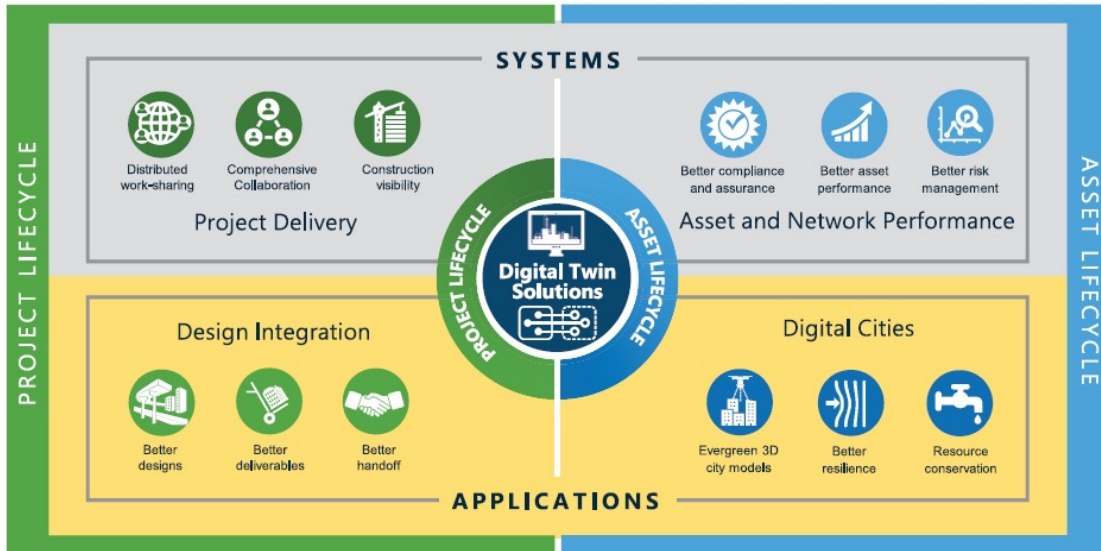 SYSTEMS
PROJECT LIFECYCLE
Distributed
work-sharing
Comprehensive
Collaboration
Construction
visibility
Project Delivery
Better compliance
and assurance
Better asset
performance
Better risk
management
Asset and Network Performance
ASSET LIFECYCLE
PROJECT LIFECYCLE
Digital Twin
Solutions
ASSET LIFECYCLE
Design Integration
Better
designs
Better
deliverables
Better
handoff
Digital Cities
Evergreen 3D
city models
Better
resilience
Resource
conservation
APPLICATIONS